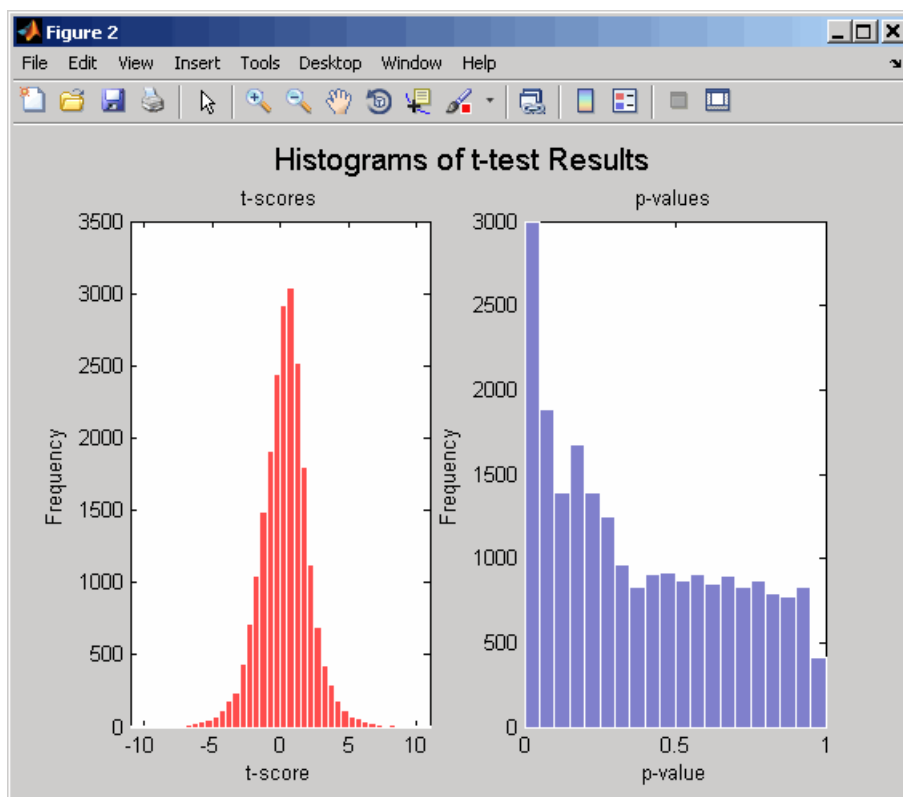 Figure 2
File Edit View Insert Tools Desktop Window Help
Histograms of t-test Results
t-scores
3500
3000
2500
2000
1500
1000
500
0
Frequency
-10 -5 0 5 10
t-score
p-values
3000
2500
2000
1500
1000
500
0
Frequency
0 0.5 1
p-value